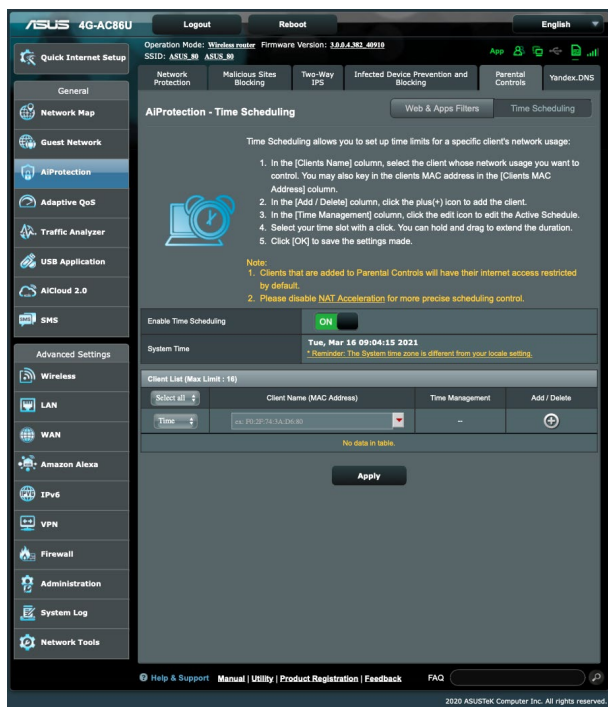 ASUS 4G-AC86U
Logout
Reboot
English
Operation Mode: Wireless router Firmware Version: 3.0.0.4.382_40910
SSID: ASUS_80 ASUS_80
App
Quick Internet Setup
General
Network Map
Guest Network
AiProtection
Adaptive QoS
Traffic Analyzer
USB Application
AiCloud 2.0
SMS
SMS
Advanced Settings
Wireless
LAN
WAN
Amazon Alexa
IPv6
VPN
Firewall
Administration
System Log
Network Tools
Network Protection
Malicious Sites Blocking
Two-Way IPS
Infected Device Prevention and Blocking
Parental Controls
Yandex.DNS
AiProtection - Time Scheduling
Web & Apps Filters
Time Scheduling
Time Scheduling allows you to set up time limits for a specific client's network usage:
1. In the [Clients Name] column, select the client whose network usage you want to
control. You may also key in the clients MAC address in the [Clients MAC
Address] column.
2. In the [Add / Delete] column, click the plus(+) icon to add the client.
3. In the [Time Management] column, click the edit icon to edit the Active Schedule.
4. Select your time slot with a click. You can hold and drag to extend the duration.
5. Click [OK] to save the settings made.
Note:
1. Clients that are added to Parental Controls will have their internet access restricted
by default.
2. Please disable NAT Acceleration for more precise scheduling control.
Enable Time Scheduling
ON
System Time
Tue, Mar 16 09:04:15 2021
* Reminder: The System time zone is different from your locale setting.
Client List (Max Limit : 16)
Select all
Client Name (MAC Address)
Time Management
Add / Delete
Time
ex: F0:2F:74:3A:D6:80
--
No data in table.
Apply
Help & Support
Manual | Utility | Product Registration | Feedback
FAQ
2020 ASUSTeK Computer Inc. All rights reserved.